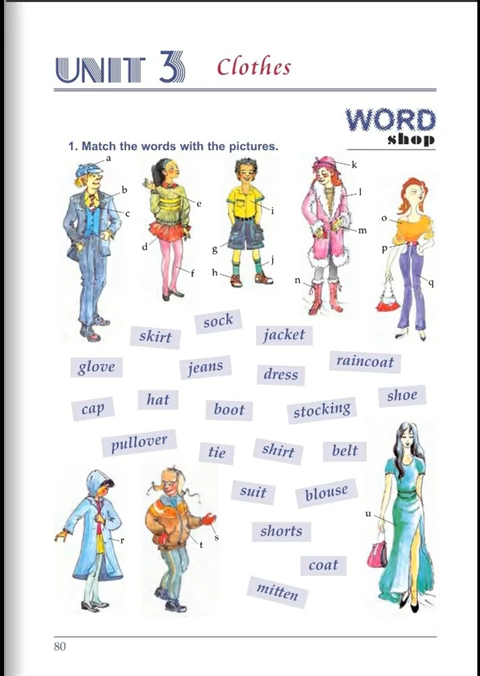 UNIT 3 Clothes
WORD
shop
1. Match the words with the pictures.
a
b
c
d
e
f
g
h
i
j
k
l
m
n
o
p
q
skirt
sock
jacket
glove
jeans
dress
raincoat
cap
hat
boot
stocking
shoe
pullover
tie
shirt
belt
suit
blouse
shorts
coat
mitten
r
s
t
u
80